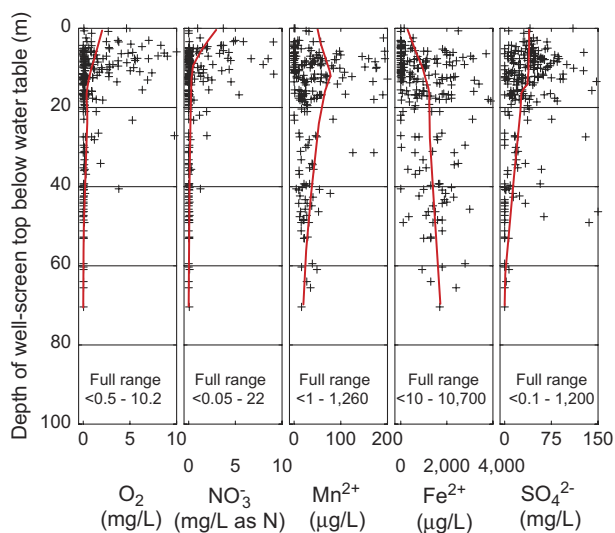 Depth of well-screen top below water table (m)
0
20
40
60
80
100
Full range
<0.5 - 10.2
Full range
<0.05 - 22
Full range
<1 - 1,260
Full range
<10 - 10,700
Full range
<0.1 - 1,200
0 5 10
0 5 10
0 100 200
0 2,000 4,000
0 75 150
O₂
(mg/L)
NO₃⁻
(mg/L as N)
Mn²⁺
(µg/L)
Fe²⁺
(µg/L)
SO₄²⁻
(mg/L)